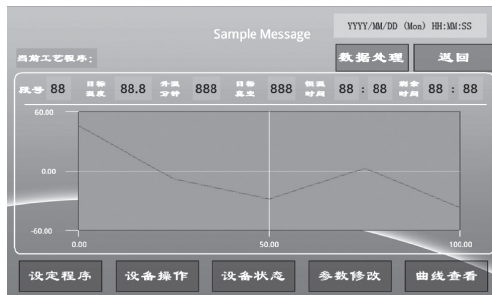 Sample Message
YYYY/MM/DD (Mon) HH:MM:SS
当前工艺程序:
数据处理 返回
段号 88 目标温度 88.8 升温分钟 888 目标真空 888 恒温时间 88 : 88 剩余时间 88 : 88
60.00
0.00
-60.00
0.00 50.00 100.00
设定程序 设备操作 设备状态 参数修改 曲线查看